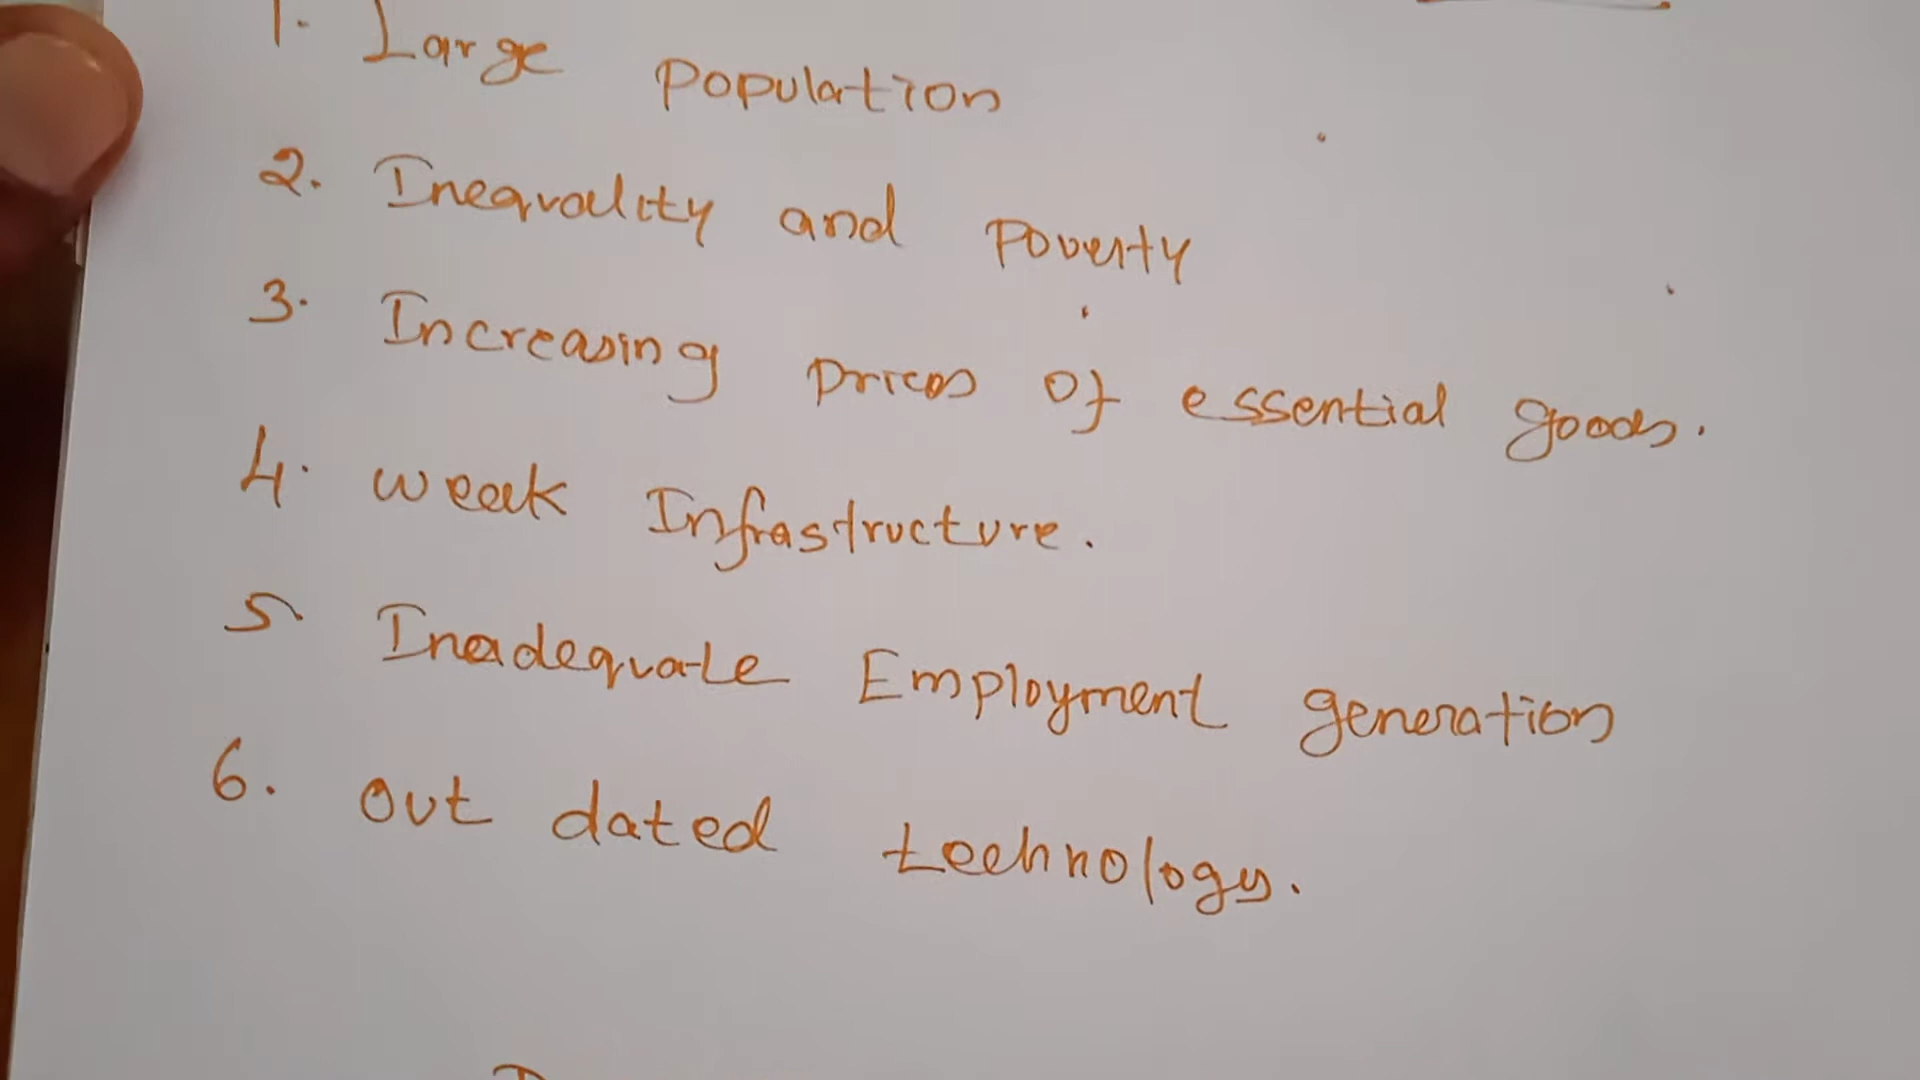 1. Large population
2. Inequality and poverty
3. Increasing prices of essential goods.
4. weak Infrastructure.
5 Inadequate Employment generation
6. out dated technology.